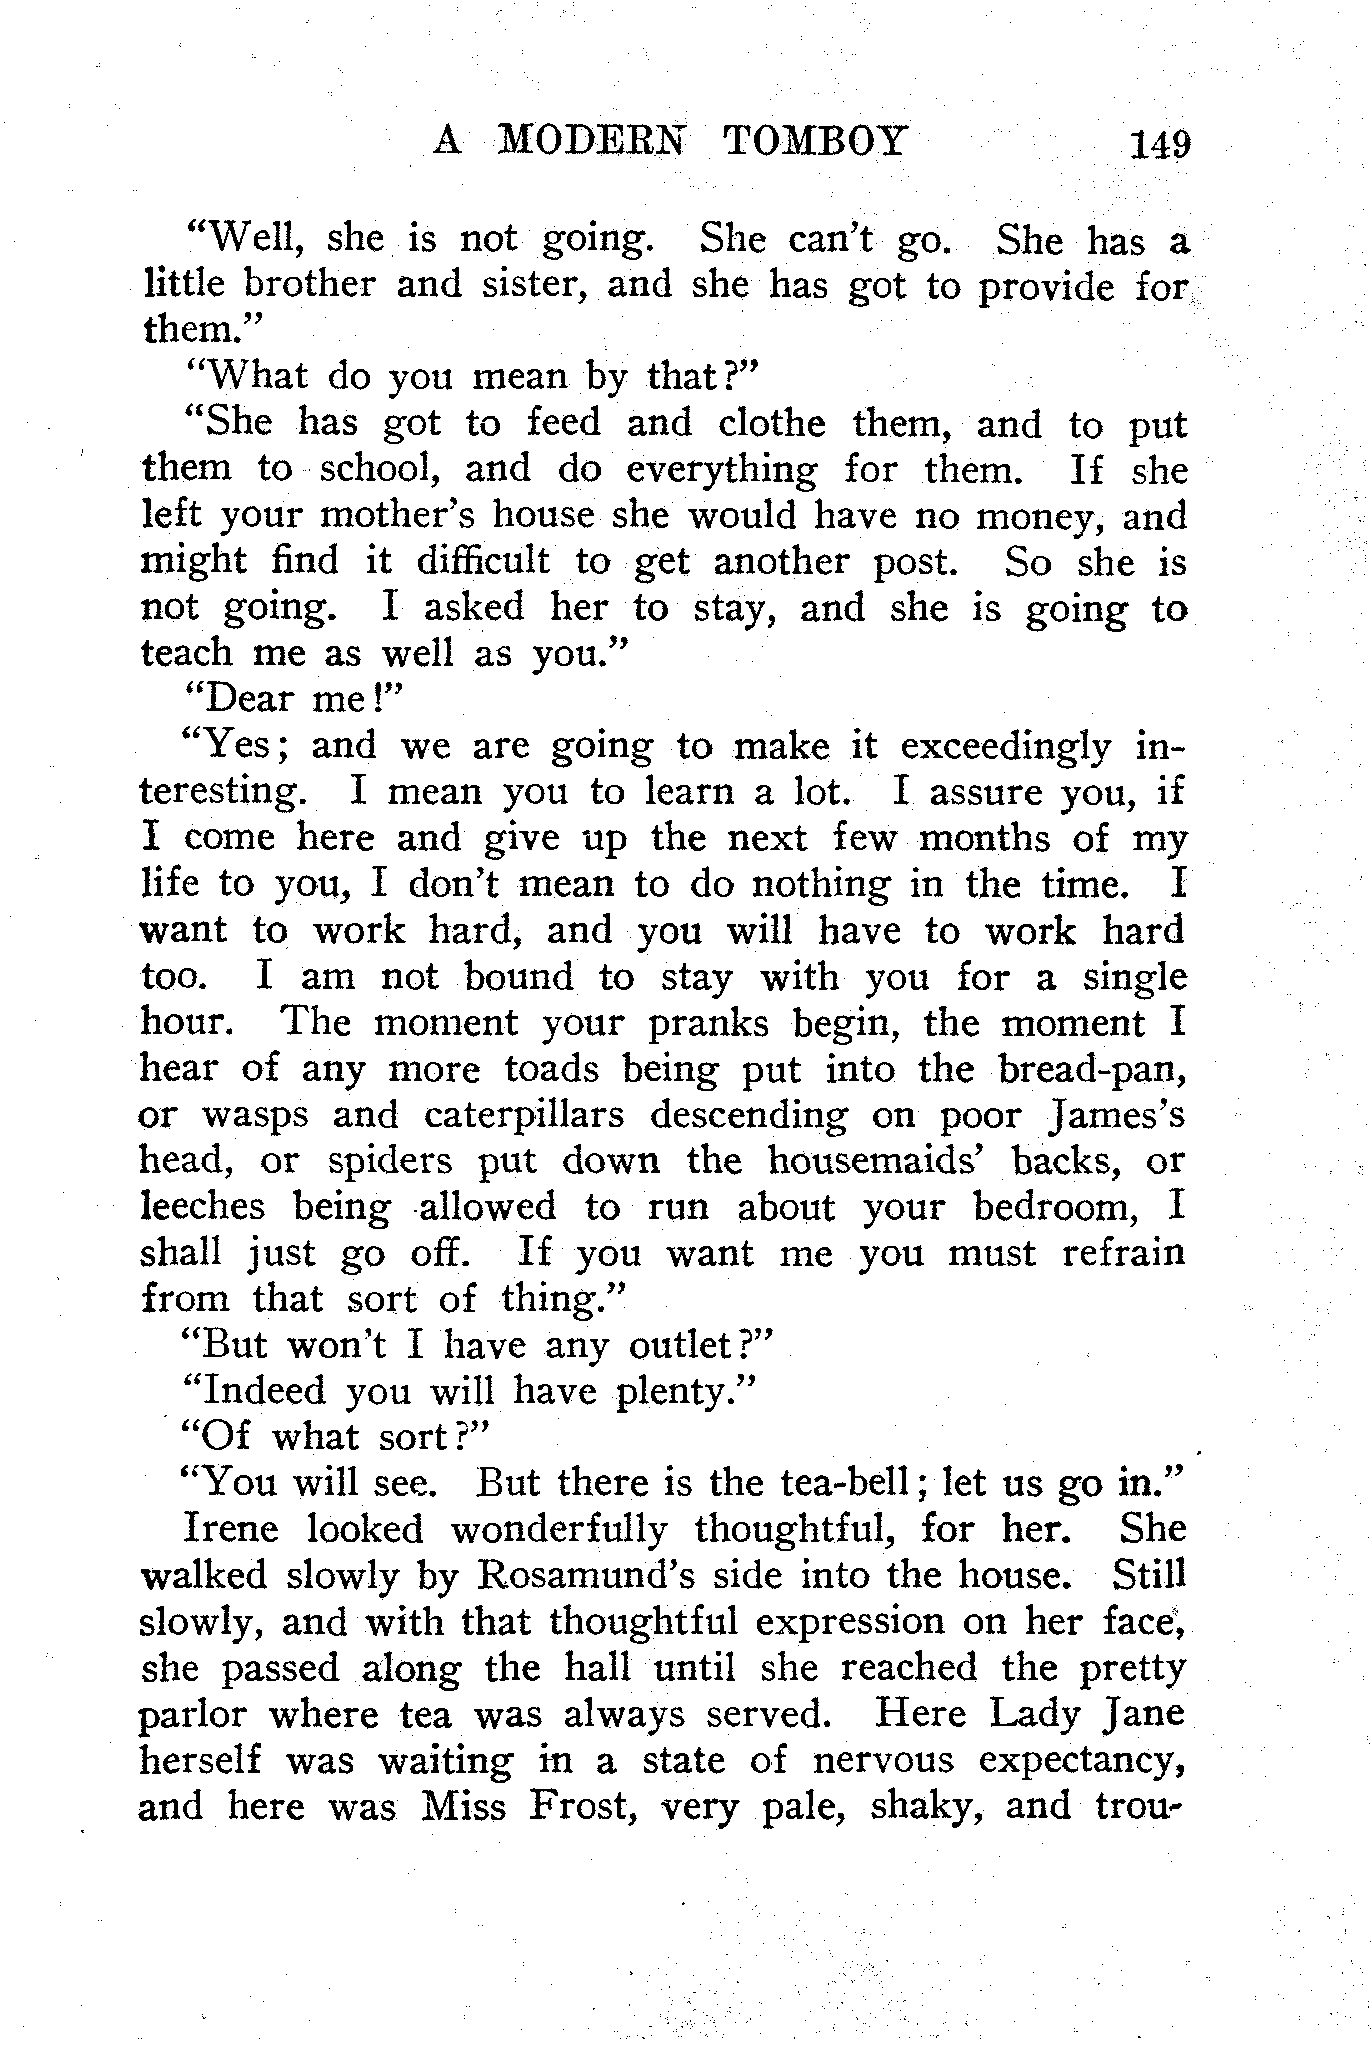 A MODERN TOMBOY 149
"Well, she is not going. She can't go. She has a
little brother and sister, and she has got to provide for
them."
"What do you mean by that?"
"She has got to feed and clothe them, and to put
them to school, and do everything for them. If she
left your mother's house she would have no money, and
might find it difficult to get another post. So she is
not going. I asked her to stay, and she is going to
teach me as well as you."
"Dear me!"
"Yes; and we are going to make it exceedingly in-
teresting. I mean you to learn a lot. I assure you, if
I come here and give up the next few months of my
life to you, I don't mean to do nothing in the time. I
want to work hard, and you will have to work hard
too. I am not bound to stay with you for a single
hour. The moment your pranks begin, the moment I
hear of any more toads being put into the bread-pan,
or wasps and caterpillars descending on poor James's
head, or spiders put down the housemaids' backs, or
leeches being allowed to run about your bedroom, I
shall just go off. If you want me you must refrain
from that sort of thing."
"But won't I have any outlet?"
"Indeed you will have plenty."
"Of what sort?"
"You will see. But there is the tea-bell; let us go in."
Irene looked wonderfully thoughtful, for her. She
walked slowly by Rosamund's side into the house. Still
slowly, and with that thoughtful expression on her face,
she passed along the hall until she reached the pretty
parlor where tea was always served. Here Lady Jane
herself was waiting in a state of nervous expectancy,
and here was Miss Frost, very pale, shaky, and trou-